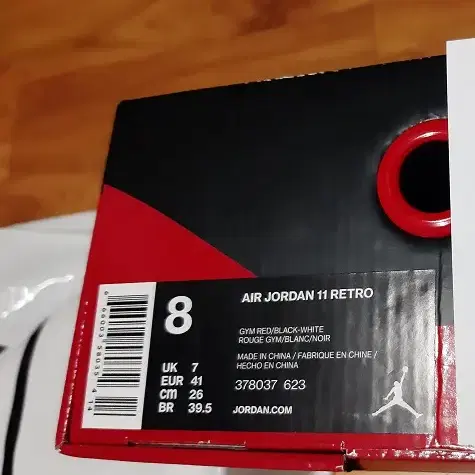 8
AIR JORDAN 11 RETRO
GYM RED/BLACK-WHITE
ROUGE GYM/BLANC/NOIR
MADE IN CHINA / FABRIQUE EN CHINE /
HECHO EN CHINA
UK 7
EUR 41
cm 26
BR 39.5
378037 623
JORDAN.COM